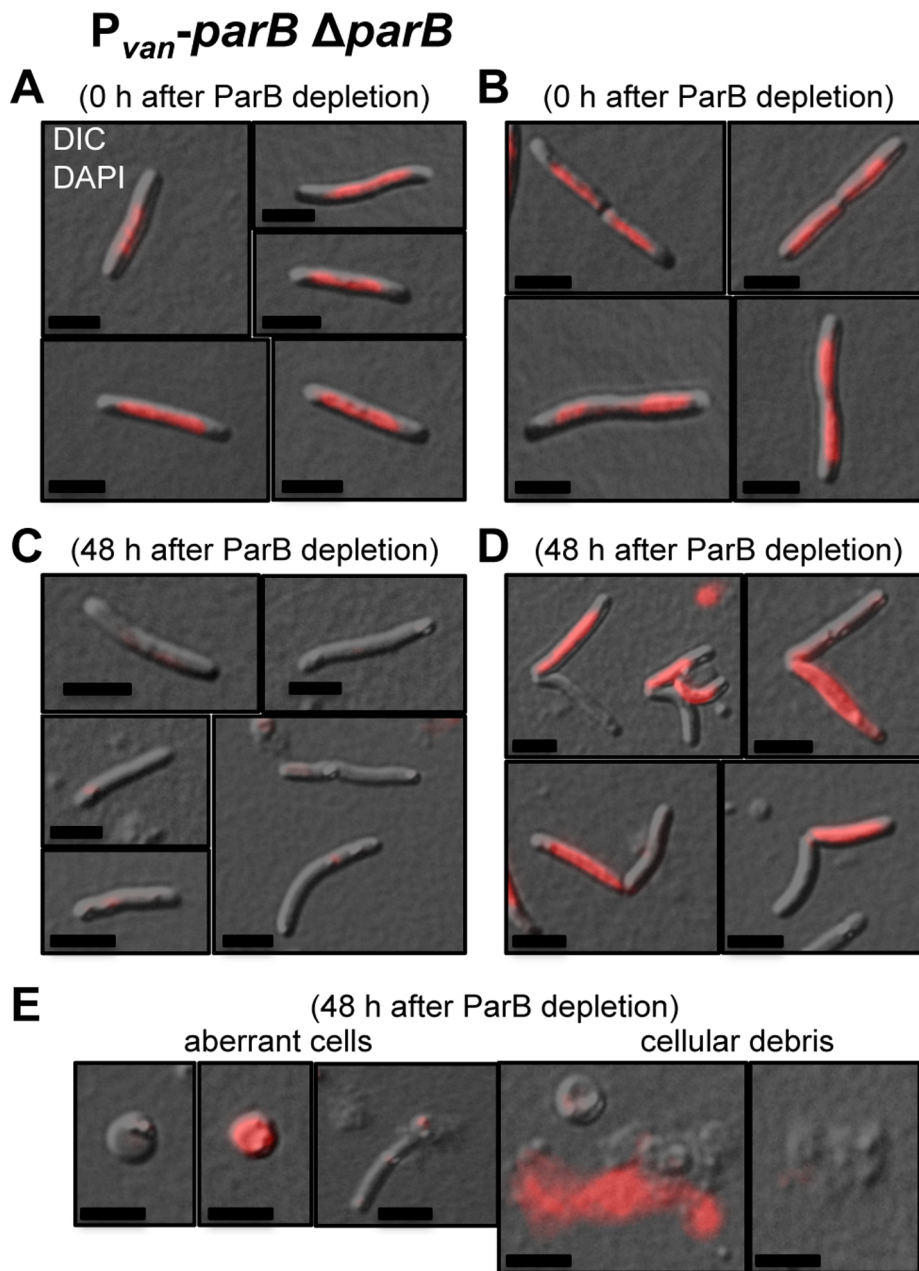 Pvan-parB ΔparB
A (0 h after ParB depletion)
DIC
DAPI
B (0 h after ParB depletion)
C (48 h after ParB depletion)
D (48 h after ParB depletion)
E (48 h after ParB depletion)
aberrant cells
cellular debris